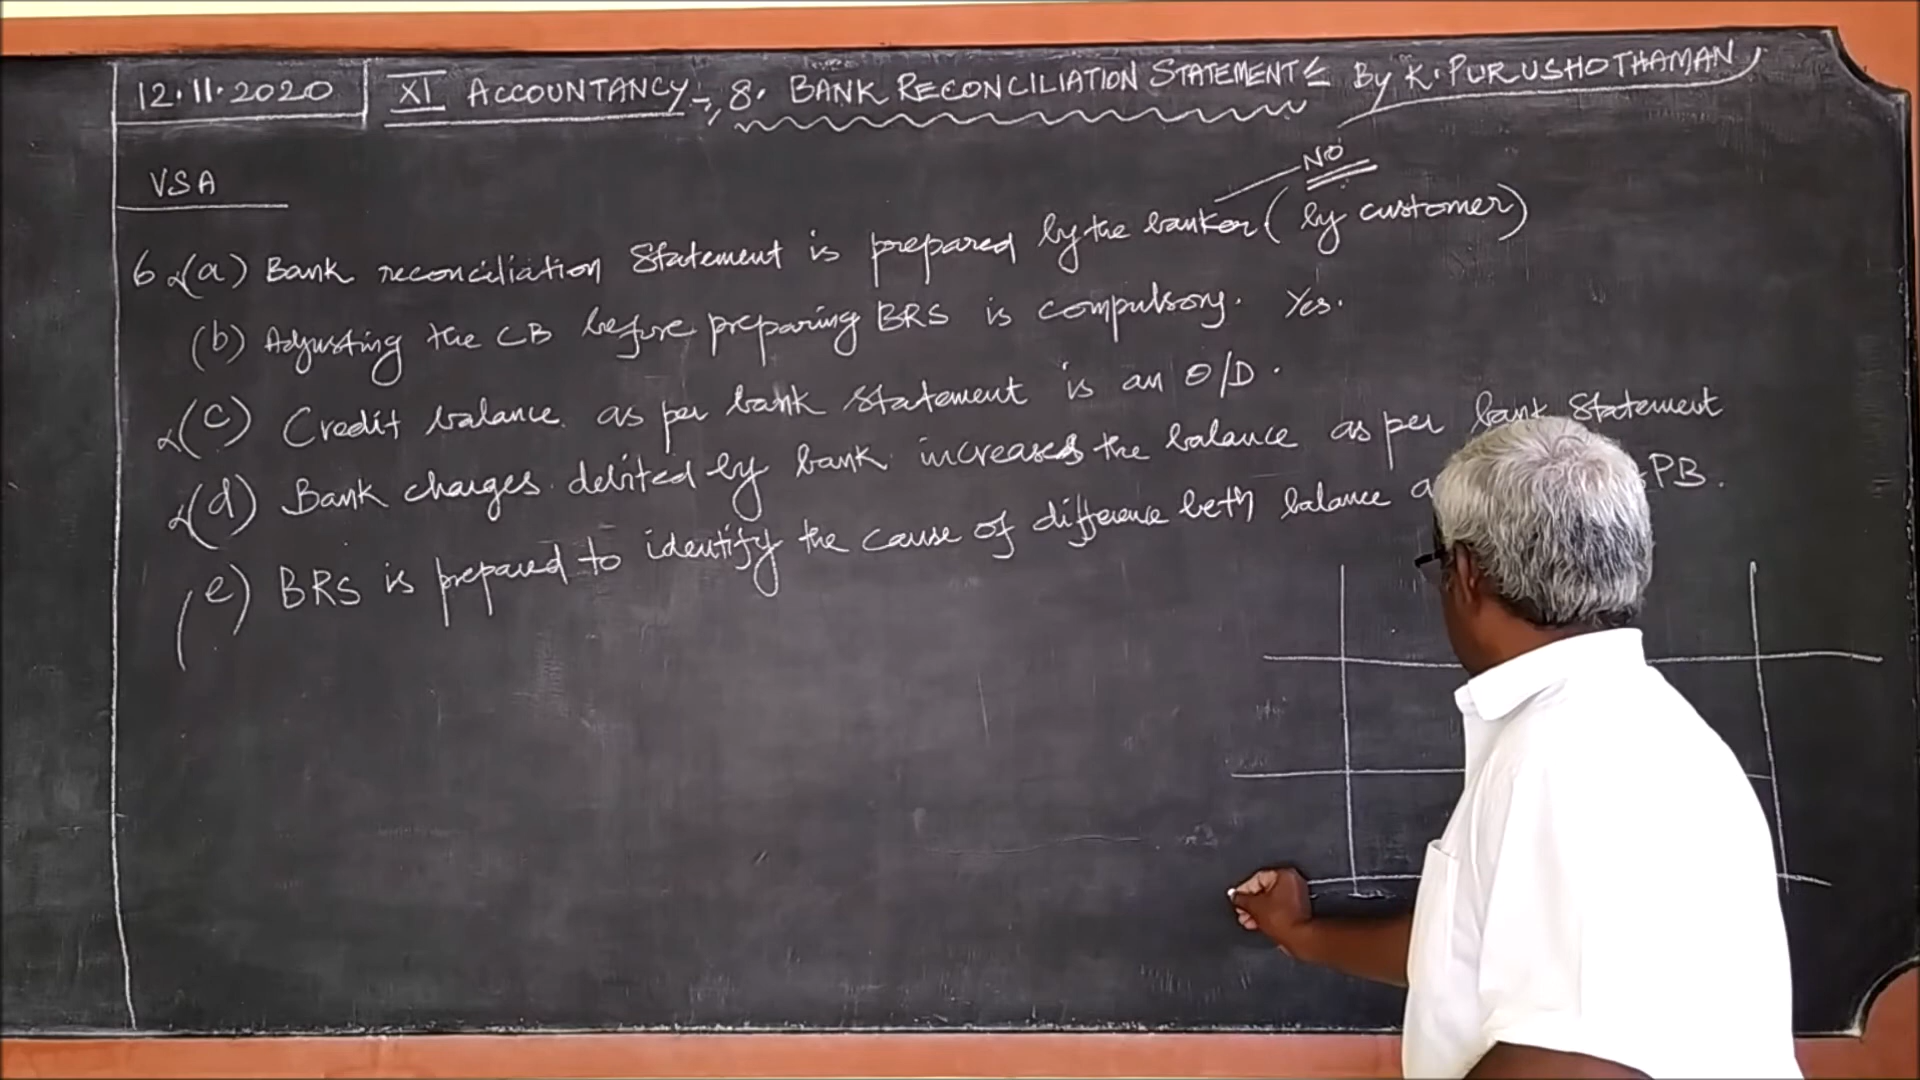 12.11.2020 XI ACCOUNTANCY:- 8. BANK RECONCILIATION STATEMENT:- By K. PURUSHOTHAMAN
NO
VSA
6 (a) Bank reconciliation Statement is prepared by the banker ( by customer)
(b) Adjusting the CB before preparing BRS is compulsory. Yes.
(c) Credit balance as per bank statement is an O/D.
(d) Bank charges debited by bank increases the balance as per bank statement
(e) BRS is prepared to identify the cause of difference betn balance PB.